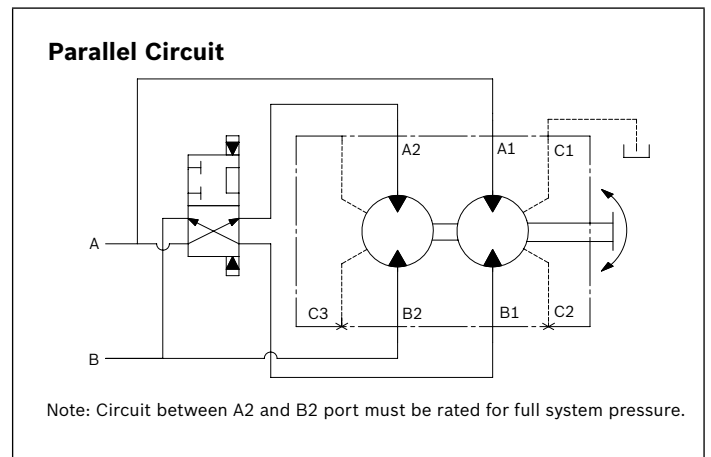 Parallel Circuit
A2
A1
C1
A
C3
B2
B1
C2
B
Note: Circuit between A2 and B2 port must be rated for full system pressure.